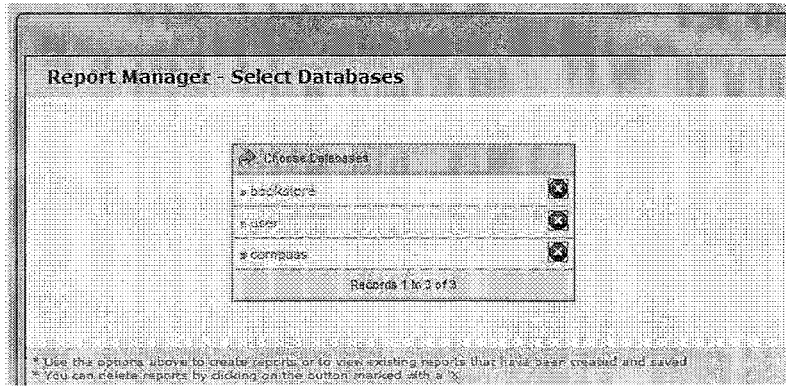 Report Manager - Select Databases
Choose Databases
» bookstore
» user
» compas
Records 1 to 3 of 3
* Use the options above to create reports or to view existing reports that have been created and saved
* You can delete reports by clicking on the button marked with a 'X'